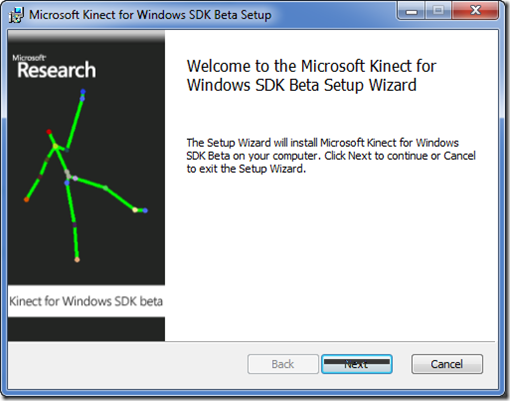 Microsoft Kinect for Windows SDK Beta Setup
Microsoft®
Research
Kinect for Windows SDK beta
Welcome to the Microsoft Kinect for
Windows SDK Beta Setup Wizard
The Setup Wizard will install Microsoft Kinect for Windows
SDK Beta on your computer. Click Next to continue or Cancel
to exit the Setup Wizard.
Back
Cancel